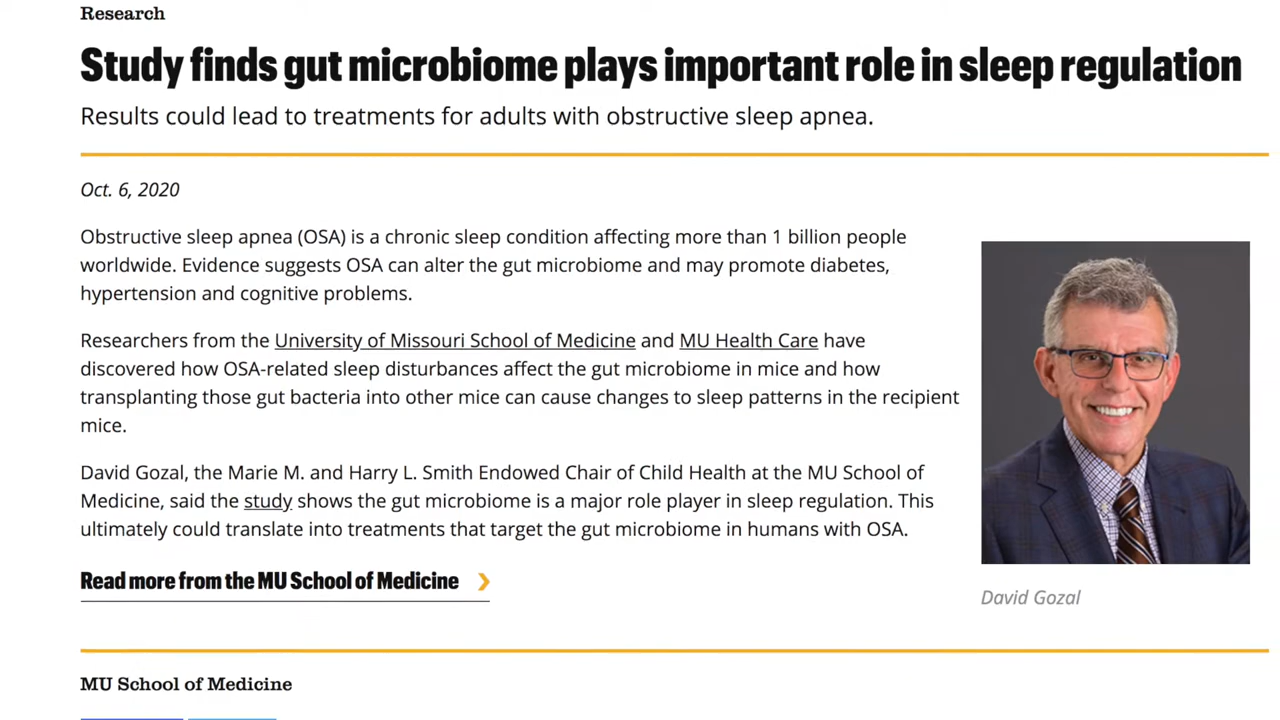 Research
Study finds gut microbiome plays important role in sleep regulation
Results could lead to treatments for adults with obstructive sleep apnea.
Oct. 6, 2020
Obstructive sleep apnea (OSA) is a chronic sleep condition affecting more than 1 billion people
worldwide. Evidence suggests OSA can alter the gut microbiome and may promote diabetes,
hypertension and cognitive problems.
Researchers from the University of Missouri School of Medicine and MU Health Care have
discovered how OSA-related sleep disturbances affect the gut microbiome in mice and how
transplanting those gut bacteria into other mice can cause changes to sleep patterns in the recipient
mice.
David Gozal, the Marie M. and Harry L. Smith Endowed Chair of Child Health at the MU School of
Medicine, said the study shows the gut microbiome is a major role player in sleep regulation. This
ultimately could translate into treatments that target the gut microbiome in humans with OSA.
Read more from the MU School of Medicine
David Gozal
MU School of Medicine